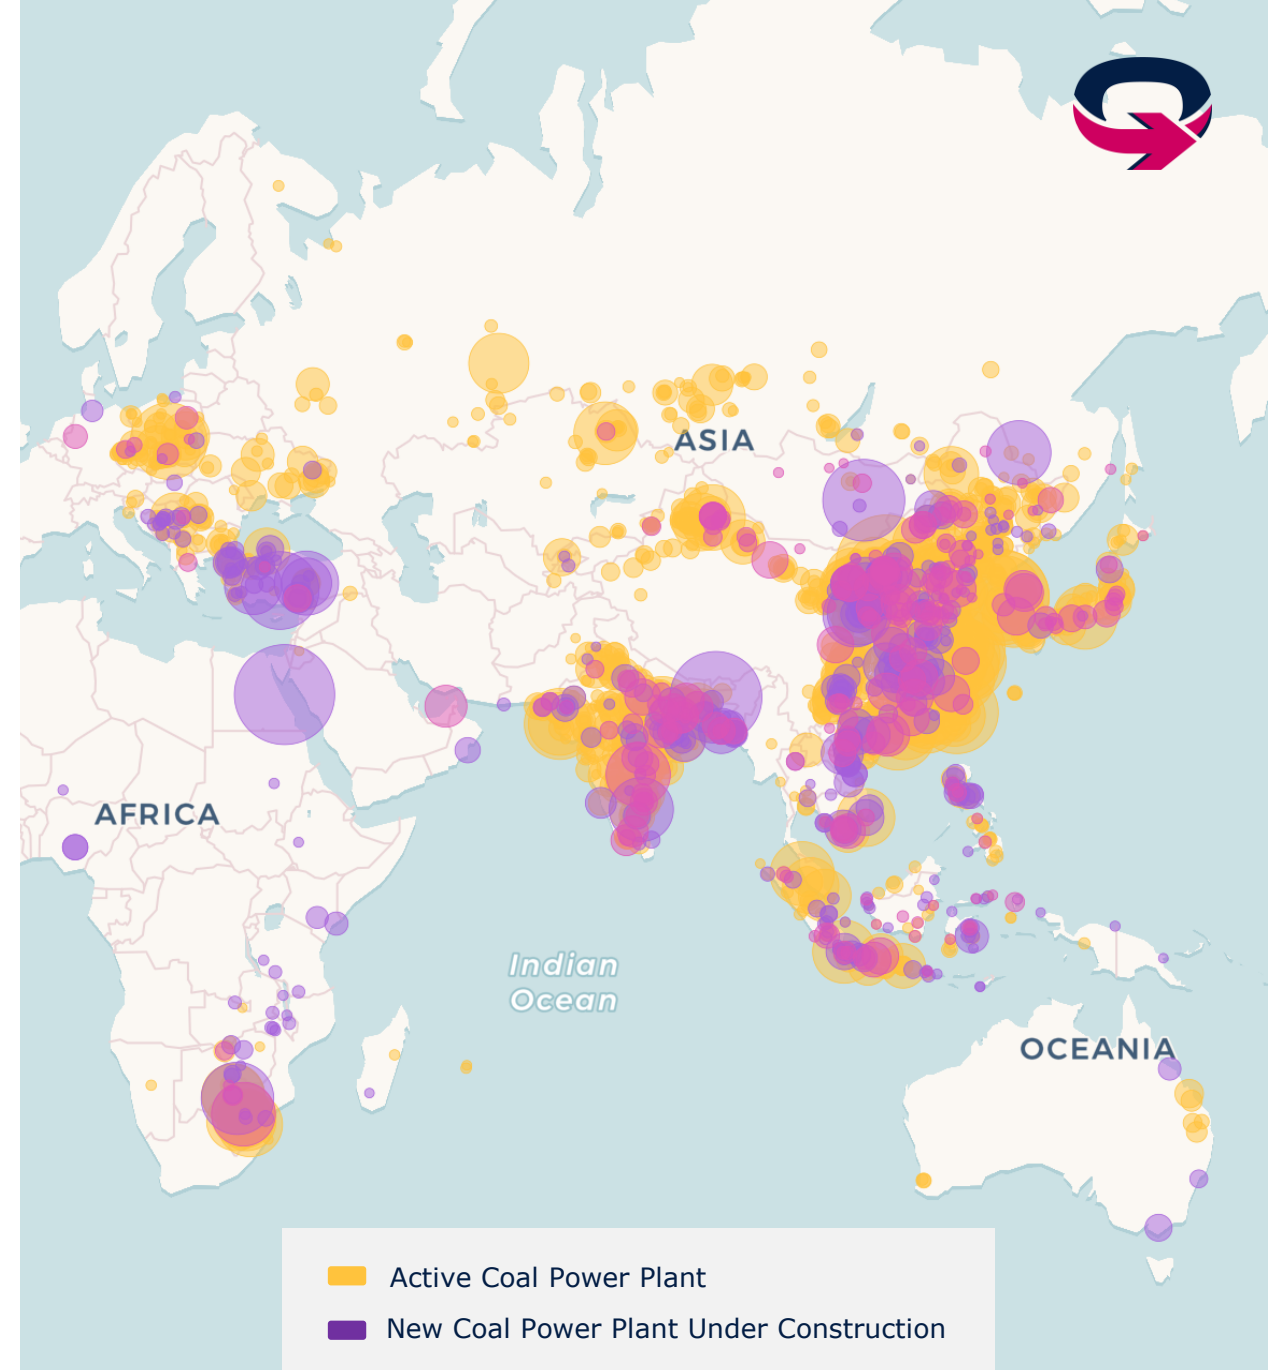 ASIA
AFRICA
Indian
Ocean
OCEANIA
Active Coal Power Plant
New Coal Power Plant Under Construction